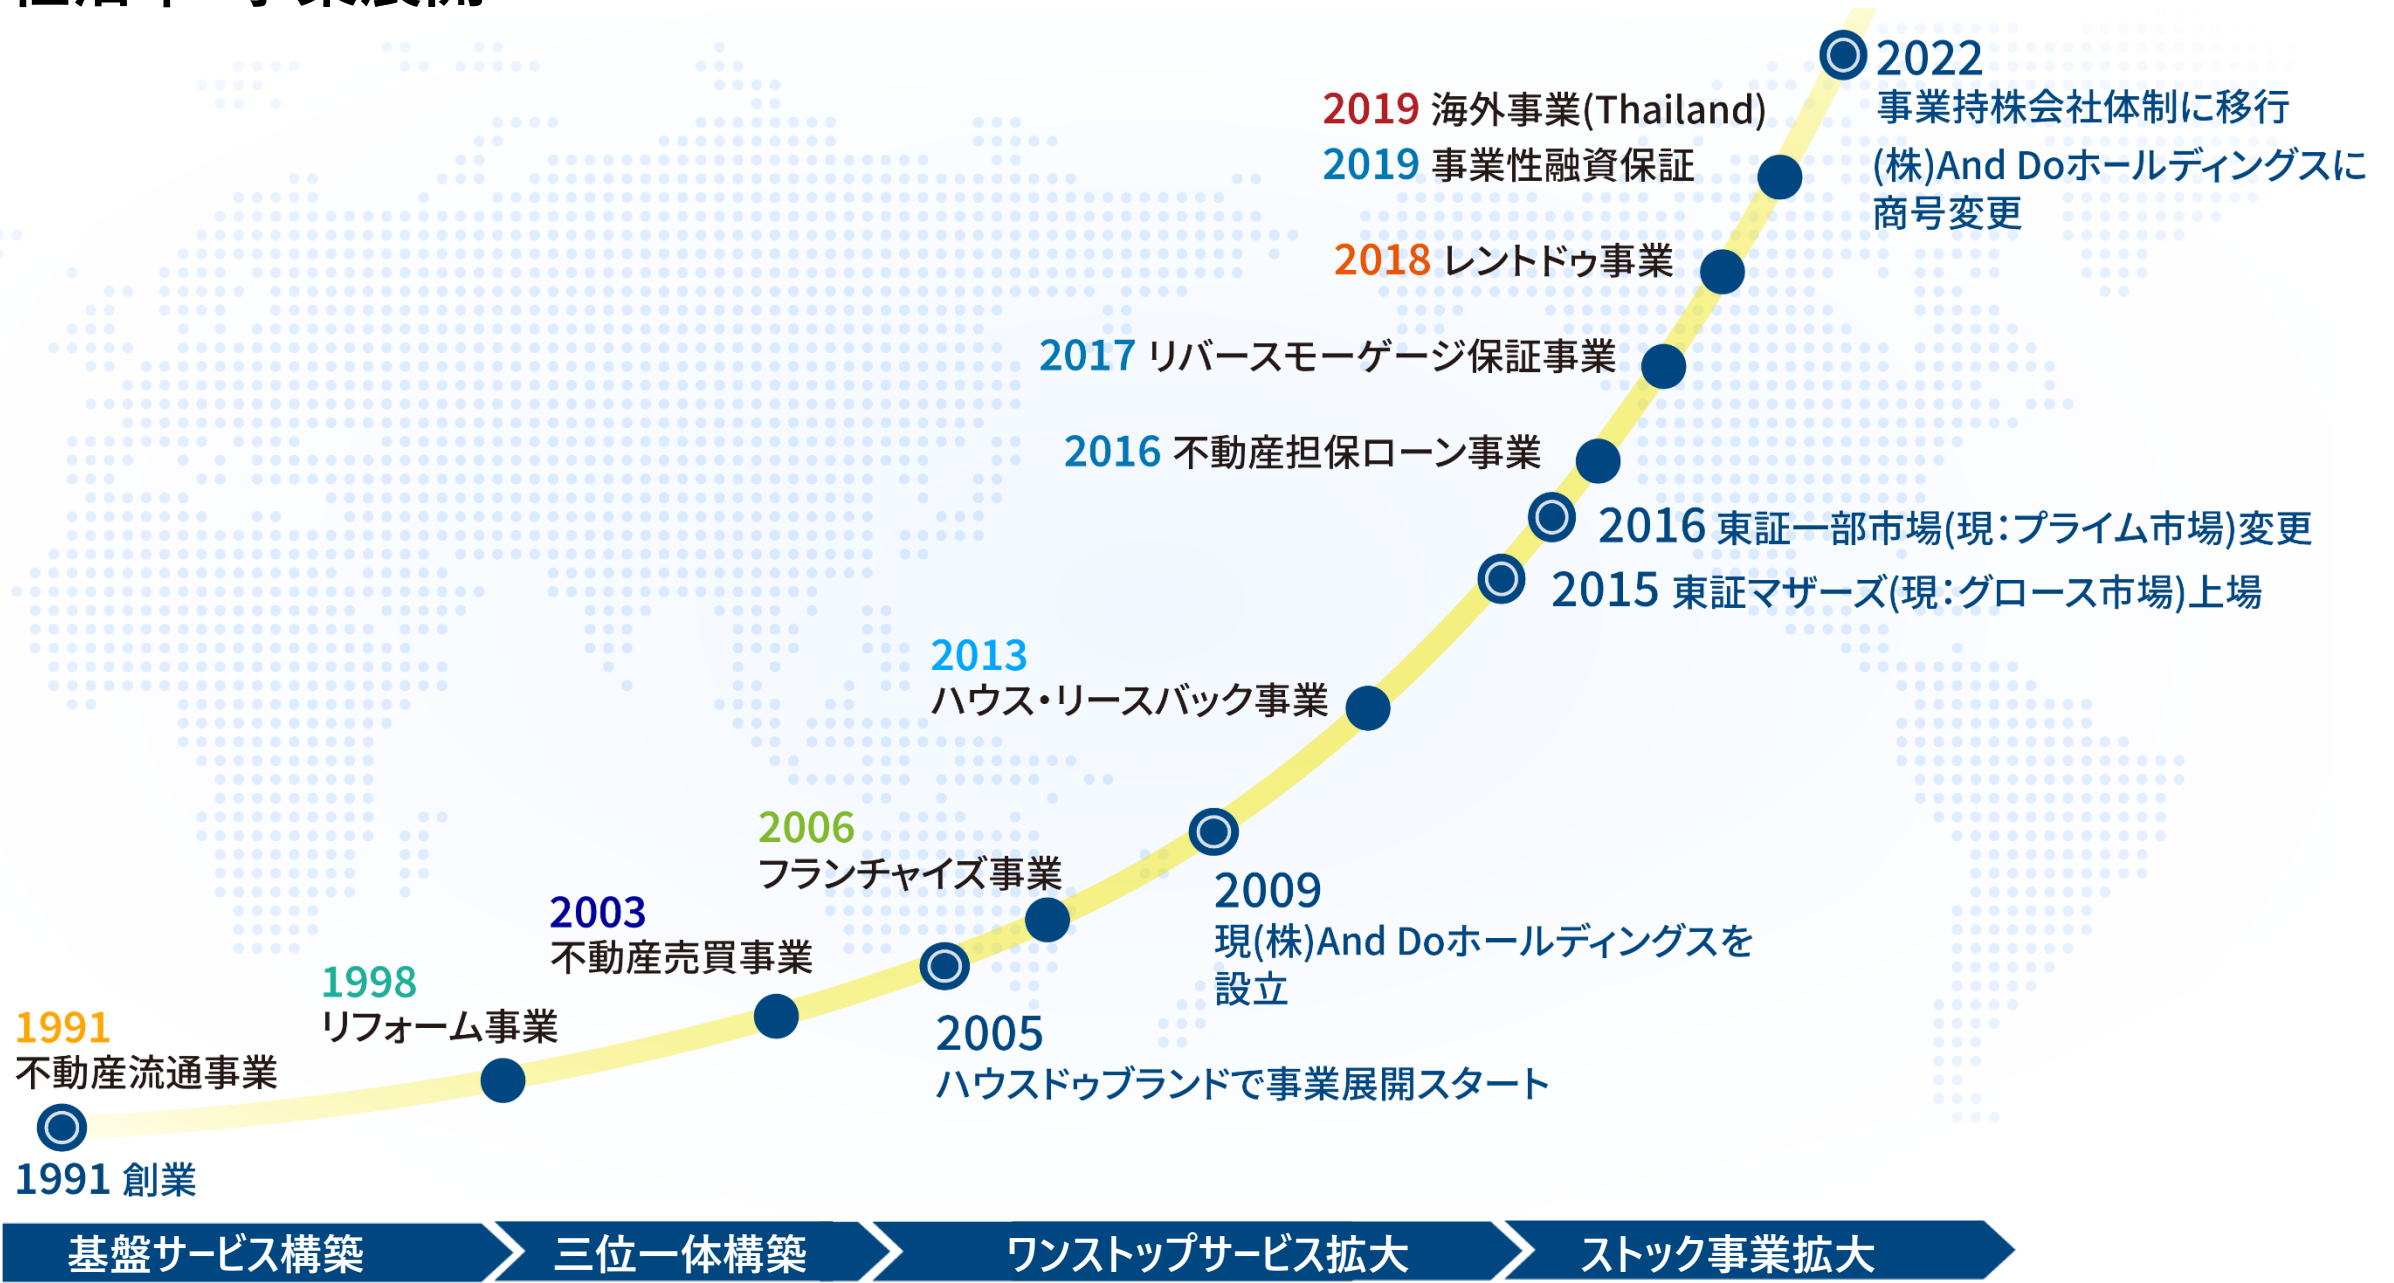 2022
事業持株会社体制に移行
(株)And Doホールディングスに
商号変更
2019 海外事業(Thailand)
2019 事業性融資保証
2018 レントドゥ事業
2017 リバースモーゲージ保証事業
2016 不動産担保ローン事業
2016 東証一部市場(現：プライム市場)変更
2015 東証マザーズ(現：グロース市場)上場
2013
ハウス・リースバック事業
2009
現(株)And Doホールディングスを
設立
2006
フランチャイズ事業
2005
ハウスドゥブランドで事業展開スタート
2003
不動産売買事業
1998
リフォーム事業
1991
不動産流通事業
1991 創業
基盤サービス構築
三位一体構築
ワンストップサービス拡大
ストック事業拡大